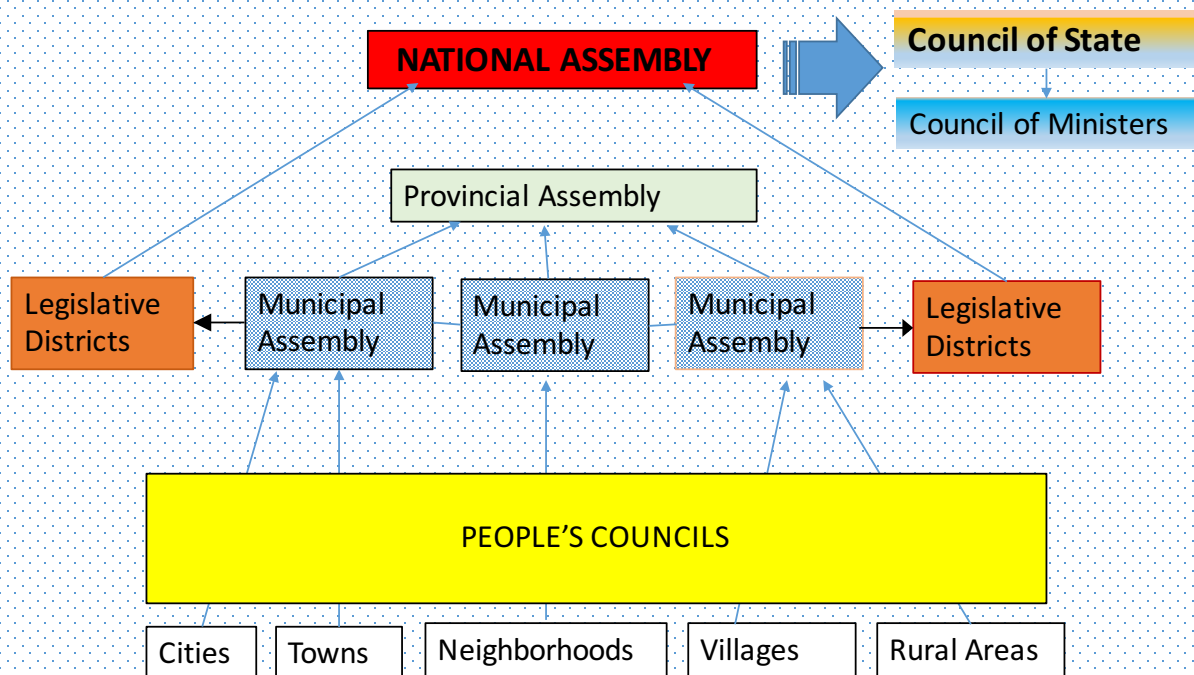 NATIONAL ASSEMBLY
Council of State
Council of Ministers
Provincial Assembly
Legislative
Districts
Municipal
Assembly
Municipal
Assembly
Municipal
Assembly
Legislative
Districts
PEOPLE’S COUNCILS
Cities
Towns
Neighborhoods
Villages
Rural Areas